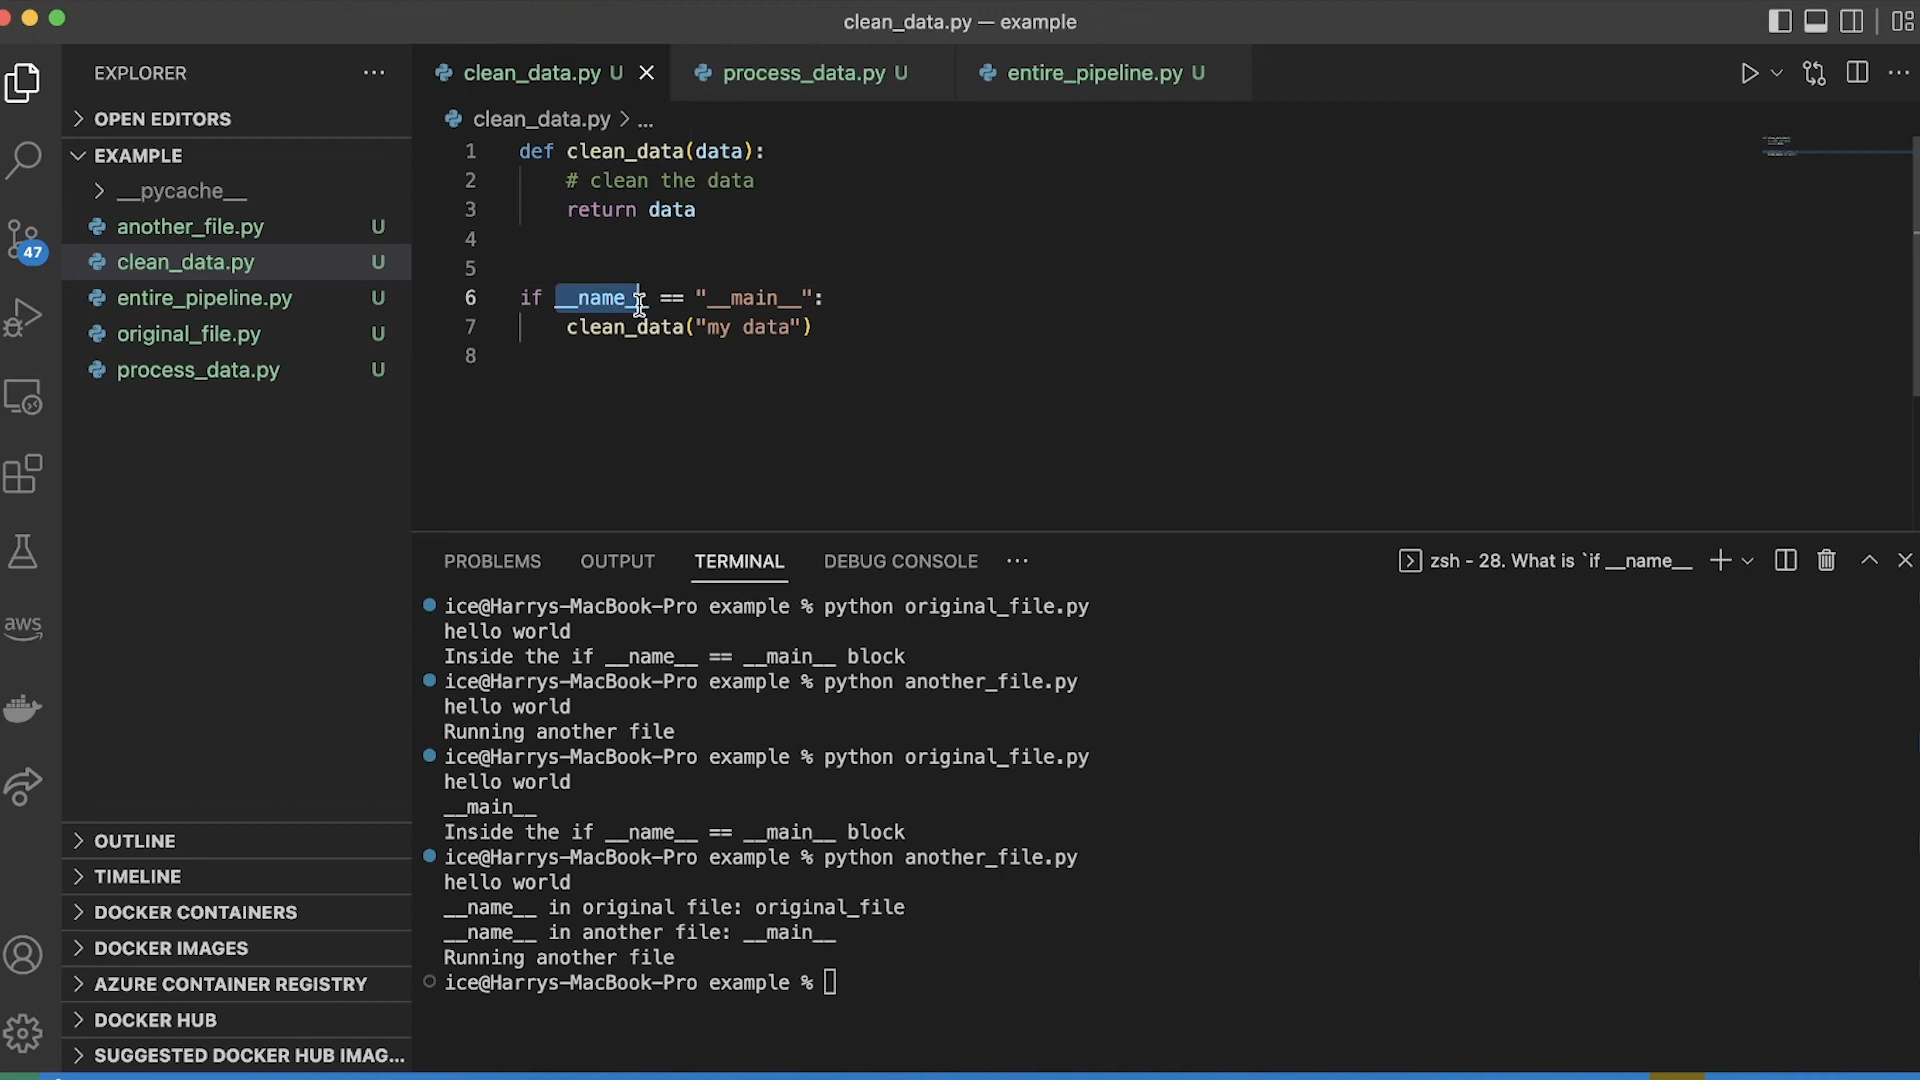 clean_data.py — example
EXPLORER
OPEN EDITORS
EXAMPLE
__pycache__
another_file.py U
clean_data.py U
entire_pipeline.py U
original_file.py U
process_data.py U
OUTLINE
TIMELINE
DOCKER CONTAINERS
DOCKER IMAGES
AZURE CONTAINER REGISTRY
DOCKER HUB
SUGGESTED DOCKER HUB IMAG...
47
aws
clean_data.py U process_data.py U entire_pipeline.py U
clean_data.py > ...
1 def clean_data(data):
2 # clean the data
3 return data
4
5
6 if __name__ == "__main__":
7 clean_data("my data")
8
PROBLEMS OUTPUT TERMINAL DEBUG CONSOLE ... zsh - 28. What is `if __name__
ice@Harrys-MacBook-Pro example % python original_file.py
hello world
Inside the if __name__ == __main__ block
ice@Harrys-MacBook-Pro example % python another_file.py
hello world
Running another file
ice@Harrys-MacBook-Pro example % python original_file.py
hello world
__main__
Inside the if __name__ == __main__ block
ice@Harrys-MacBook-Pro example % python another_file.py
hello world
__name__ in original file: original_file
__name__ in another file: __main__
Running another file
ice@Harrys-MacBook-Pro example %